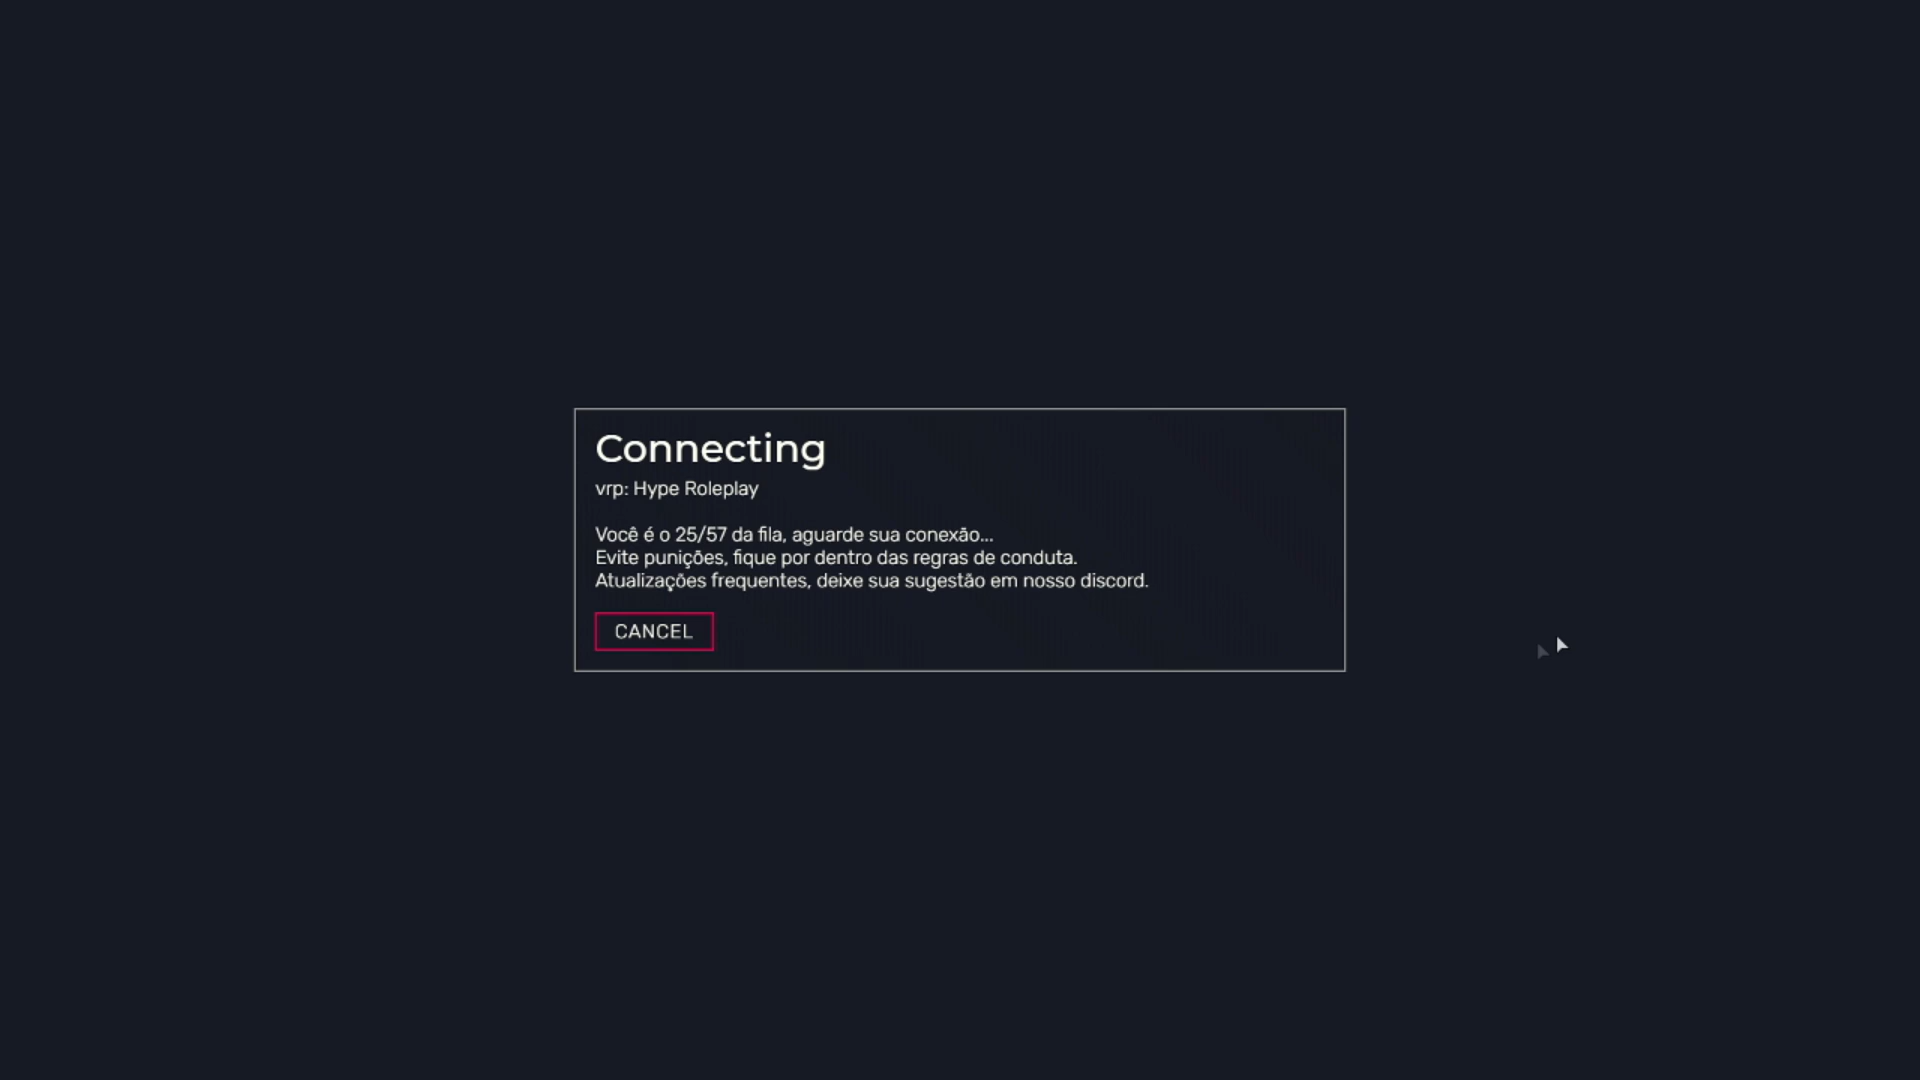 Connecting
vrp: Hype Roleplay
Você é o 25/57 da fila, aguarde sua conexão...
Evite punições, fique por dentro das regras de conduta.
Atualizações frequentes, deixe sua sugestão em nosso discord.
CANCEL